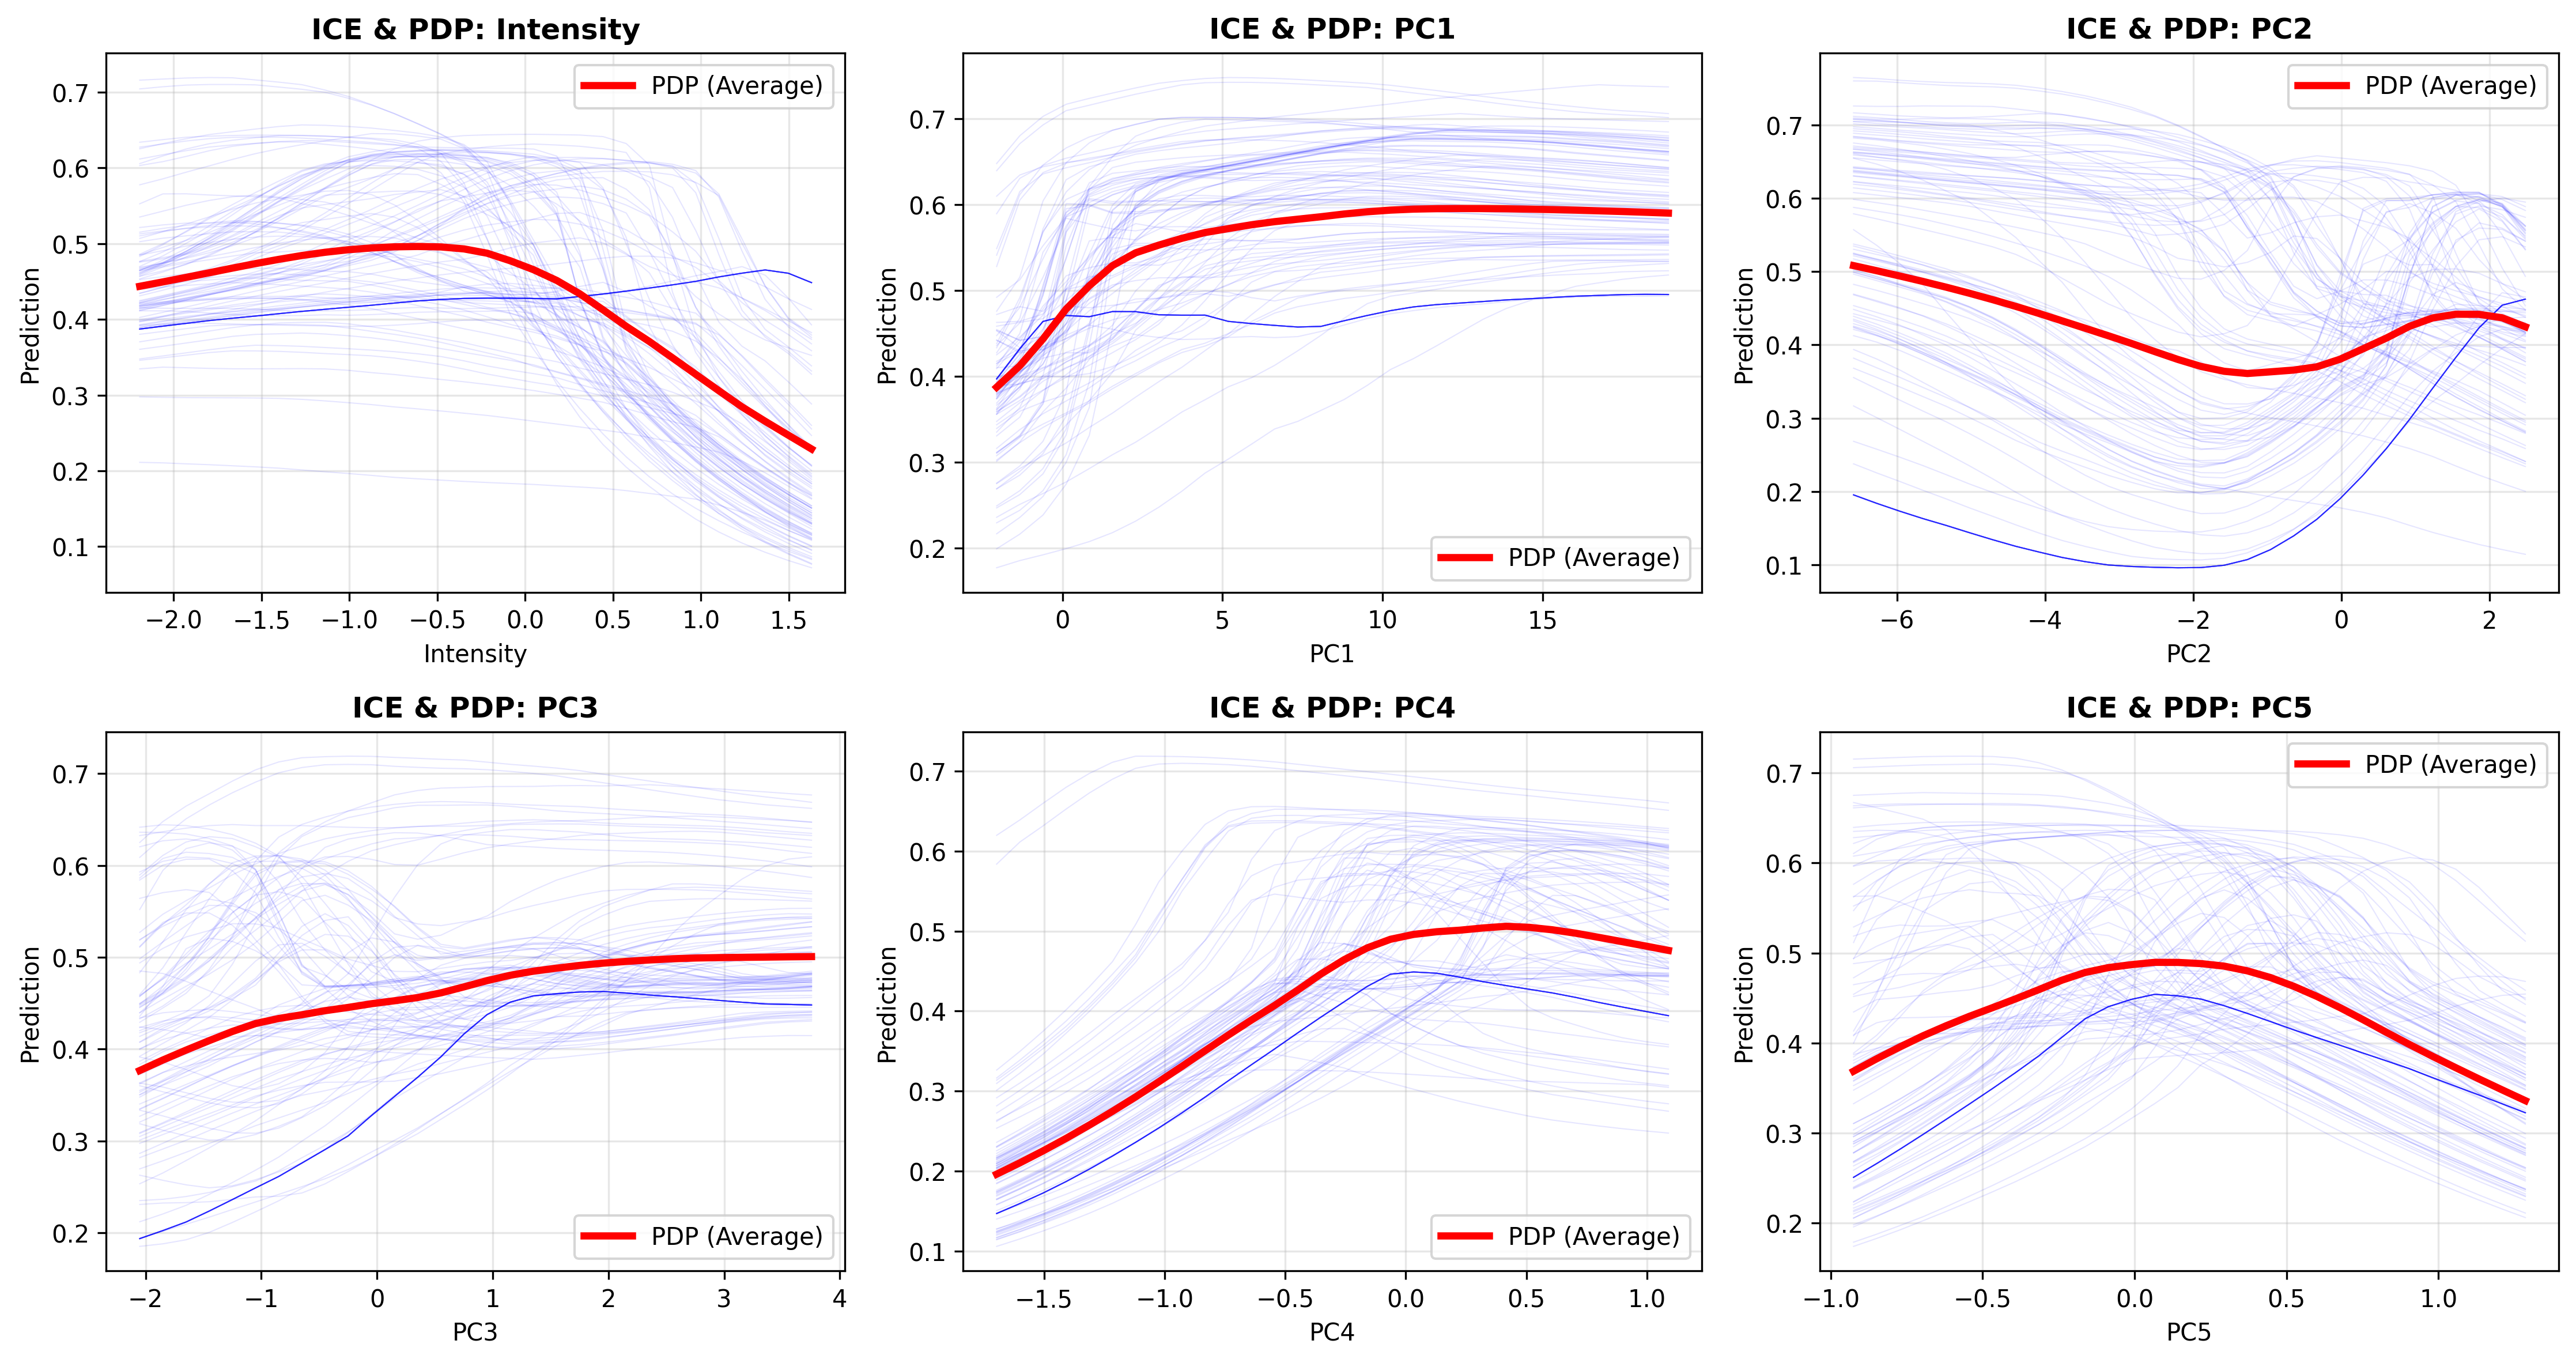 ICE & PDP: Intensity
PDP (Average)
0.7
0.6
0.5
0.4
0.3
0.2
0.1
Prediction
−2.0 −1.5 −1.0 −0.5 0.0 0.5 1.0 1.5
Intensity
ICE & PDP: PC1
0.7
0.6
0.5
0.4
0.3
0.2
Prediction
PDP (Average)
0 5 10 15
PC1
ICE & PDP: PC2
PDP (Average)
0.7
0.6
0.5
0.4
0.3
0.2
0.1
Prediction
−6 −4 −2 0 2
PC2
ICE & PDP: PC3
0.7
0.6
0.5
0.4
0.3
0.2
Prediction
PDP (Average)
−2 −1 0 1 2 3 4
PC3
ICE & PDP: PC4
0.7
0.6
0.5
0.4
0.3
0.2
0.1
Prediction
PDP (Average)
−1.5 −1.0 −0.5 0.0 0.5 1.0
PC4
ICE & PDP: PC5
PDP (Average)
0.7
0.6
0.5
0.4
0.3
0.2
Prediction
−1.0 −0.5 0.0 0.5 1.0
PC5